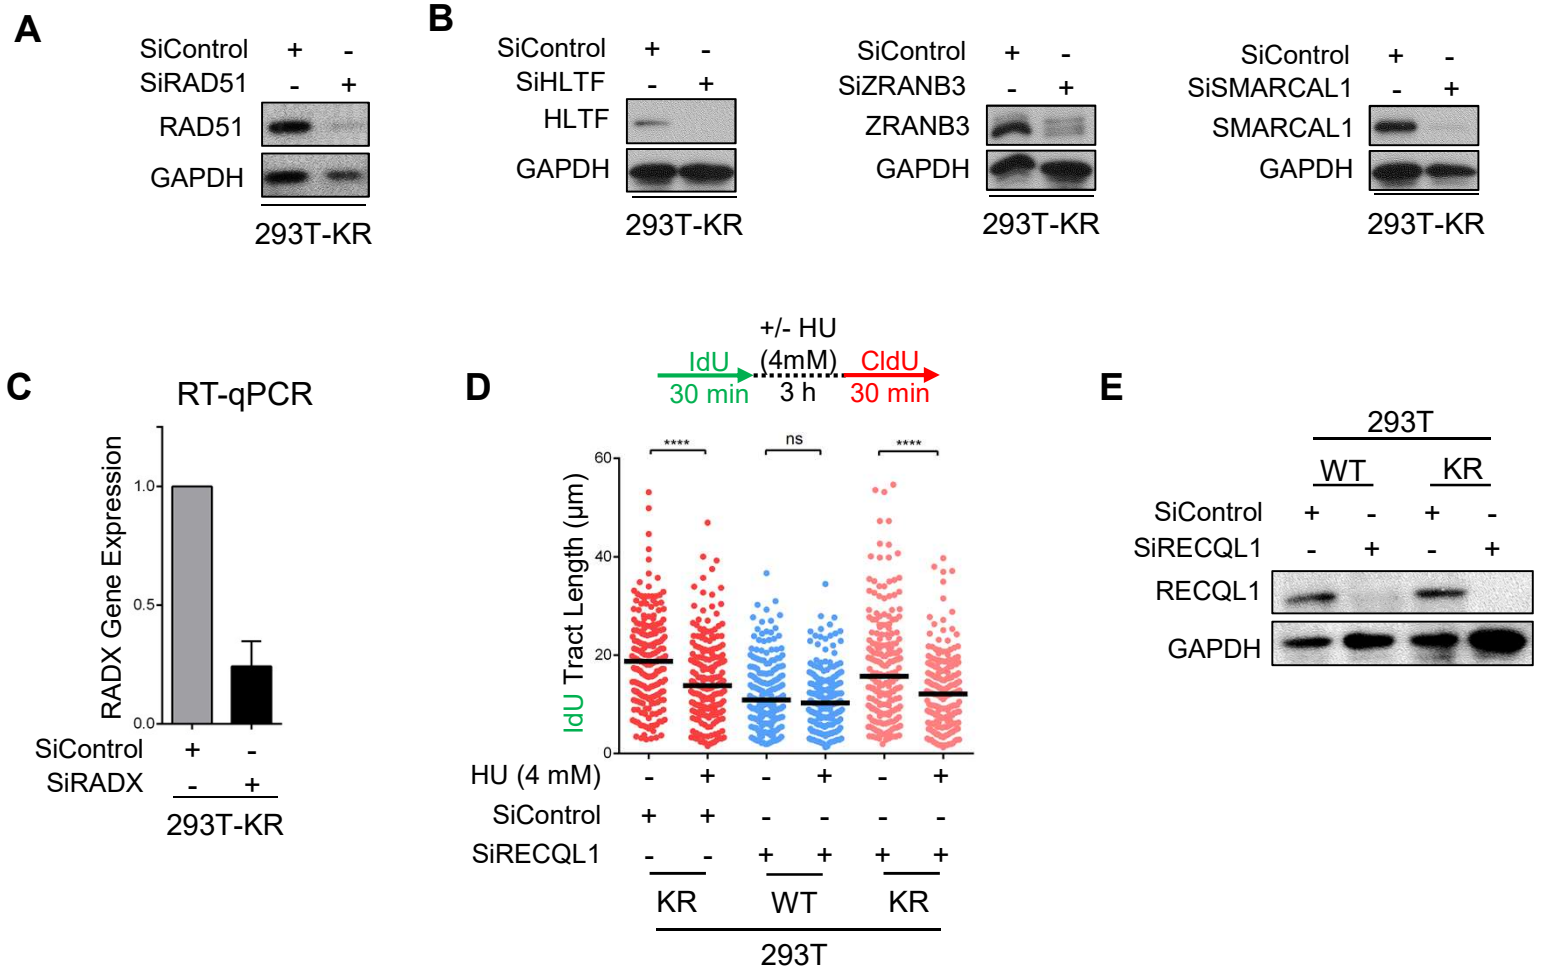 A
SiControl + -
SiRAD51 - +
RAD51
GAPDH
293T-KR
B
SiControl + -
SiHLTF - +
HLTF
GAPDH
293T-KR
SiControl + -
SiZRANB3 - +
ZRANB3
GAPDH
293T-KR
SiControl + -
SiSMARCAL1 - +
SMARCAL1
GAPDH
293T-KR
C
RT-qPCR
RADX Gene Expression
1.0
0.5
0.0
SiControl + -
SiRADX - +
293T-KR
D
+/- HU
IdU (4mM) CldU
30 min 3 h 30 min
**** ns ****
IdU Tract Length (μm)
60
40
20
0
HU (4 mM) - + - + - +
SiControl + + - - - -
SiRECQL1 - - + + + +
KR WT KR
293T
E
293T
WT KR
SiControl + - + -
SiRECQL1 - + - +
RECQL1
GAPDH